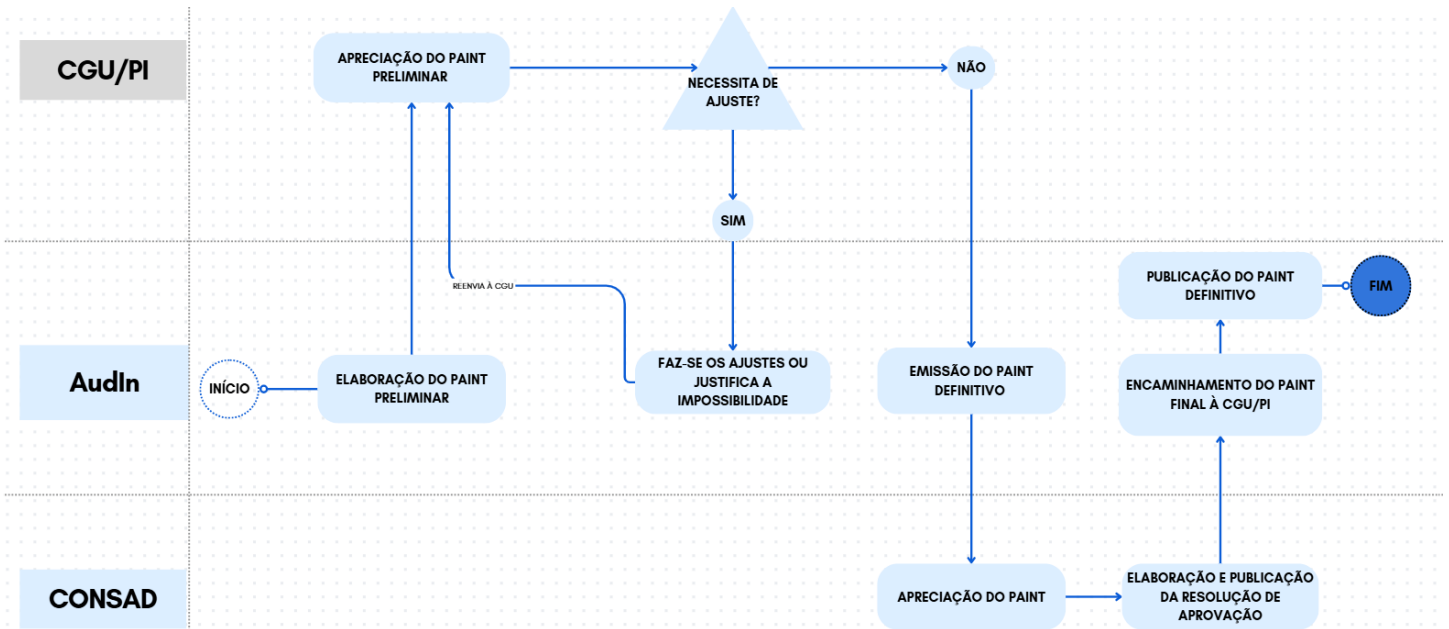 CGU/PI
APRECIAÇÃO DO PAINT
PRELIMINAR
NECESSITA DE
AJUSTE?
NÃO
SIM
REENVIA À CGU
AudIn
INÍCIO
ELABORAÇÃO DO PAINT
PRELIMINAR
FAZ-SE OS AJUSTES OU
JUSTIFICA A
IMPOSSIBILIDADE
EMISSÃO DO PAINT
DEFINITIVO
PUBLICAÇÃO DO PAINT
DEFINITIVO
FIM
ENCAMINHAMENTO DO PAINT
FINAL À CGU/PI
CONSAD
APRECIAÇÃO DO PAINT
ELABORAÇÃO E PUBLICAÇÃO
DA RESOLUÇÃO DE
APROVAÇÃO